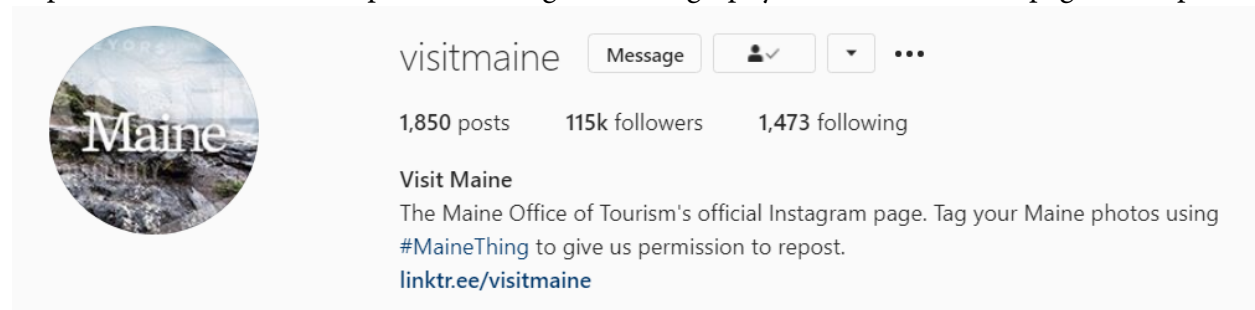 visitmaine Message
1,850 posts 115k followers 1,473 following
Maine
Visit Maine
The Maine Office of Tourism's official Instagram page. Tag your Maine photos using
#MaineThing to give us permission to repost.
linktr.ee/visitmaine